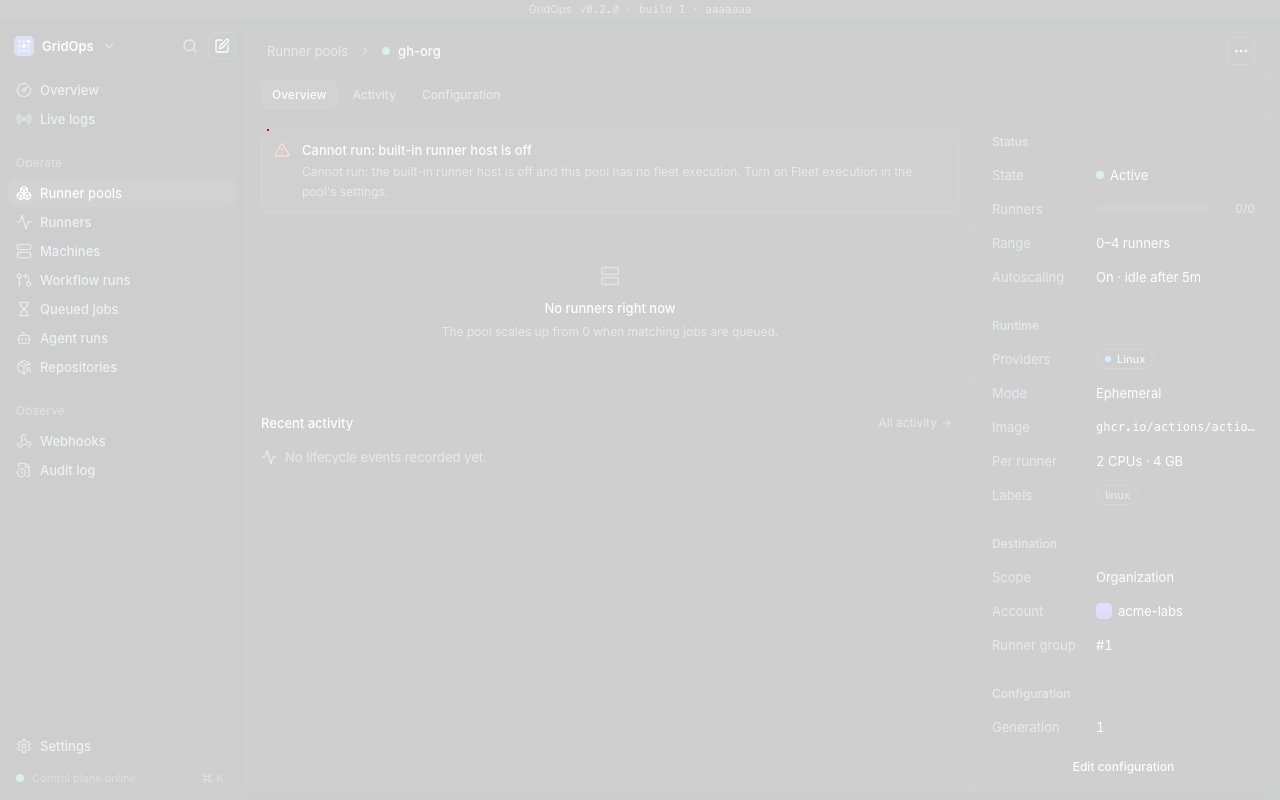 GridOps v0.2.0 · build 1 · aaaaaaa
GridOps
Overview
Live logs
Operate
Runner pools
Runners
Machines
Workflow runs
Queued jobs
Agent runs
Repositories
Observe
Webhooks
Audit log
Settings
Control plane online ⌘ K
Runner pools > gh-org
Overview Activity Configuration
Cannot run: built-in runner host is off
Cannot run: the built-in runner host is off and this pool has no fleet execution. Turn on Fleet execution in the
pool's settings.
No runners right now
The pool scales up from 0 when matching jobs are queued.
Recent activity All activity →
No lifecycle events recorded yet.
Status
State Active
Runners 0/0
Range 0–4 runners
Autoscaling On · idle after 5m
Runtime
Providers Linux
Mode Ephemeral
Image ghcr.io/actions/actio…
Per runner 2 CPUs · 4 GB
Labels linux
Destination
Scope Organization
Account acme-labs
Runner group #1
Configuration
Generation 1
Edit configuration